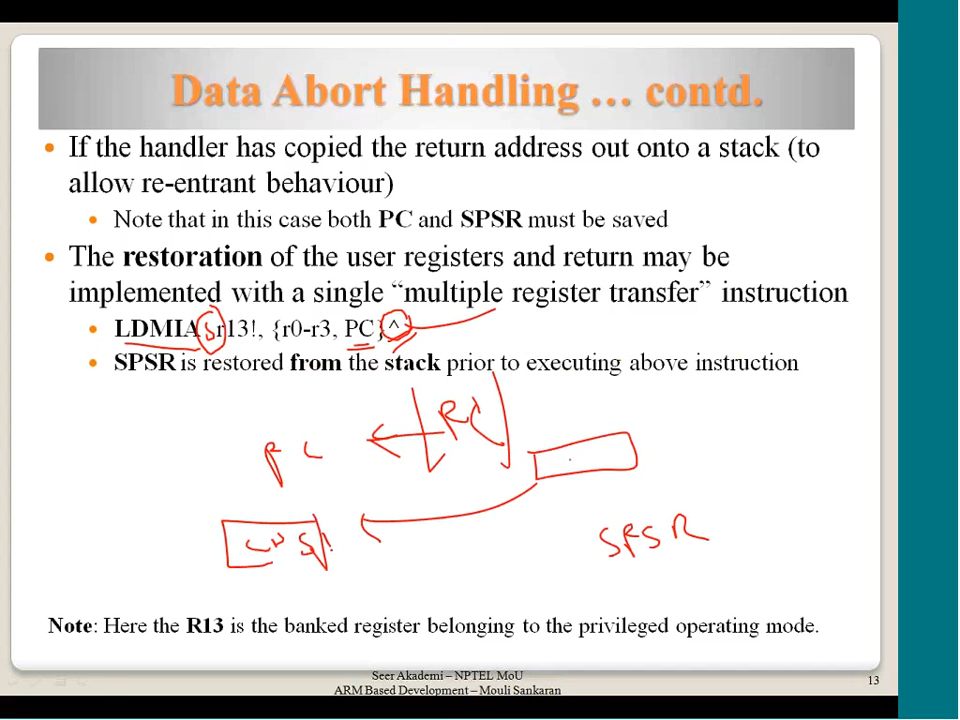 Data Abort Handling … contd.
If the handler has copied the return address out onto a stack (to
allow re-entrant behaviour)
Note that in this case both PC and SPSR must be saved
The restoration of the user registers and return may be
implemented with a single “multiple register transfer” instruction
LDMIA r13!, {r0-r3, PC}^
SPSR is restored from the stack prior to executing above instruction
PC
SPSR
Note: Here the R13 is the banked register belonging to the privileged operating mode.
Seer Akademi – NPTEL MoU
ARM Based Development – Mouli Sankaran
13